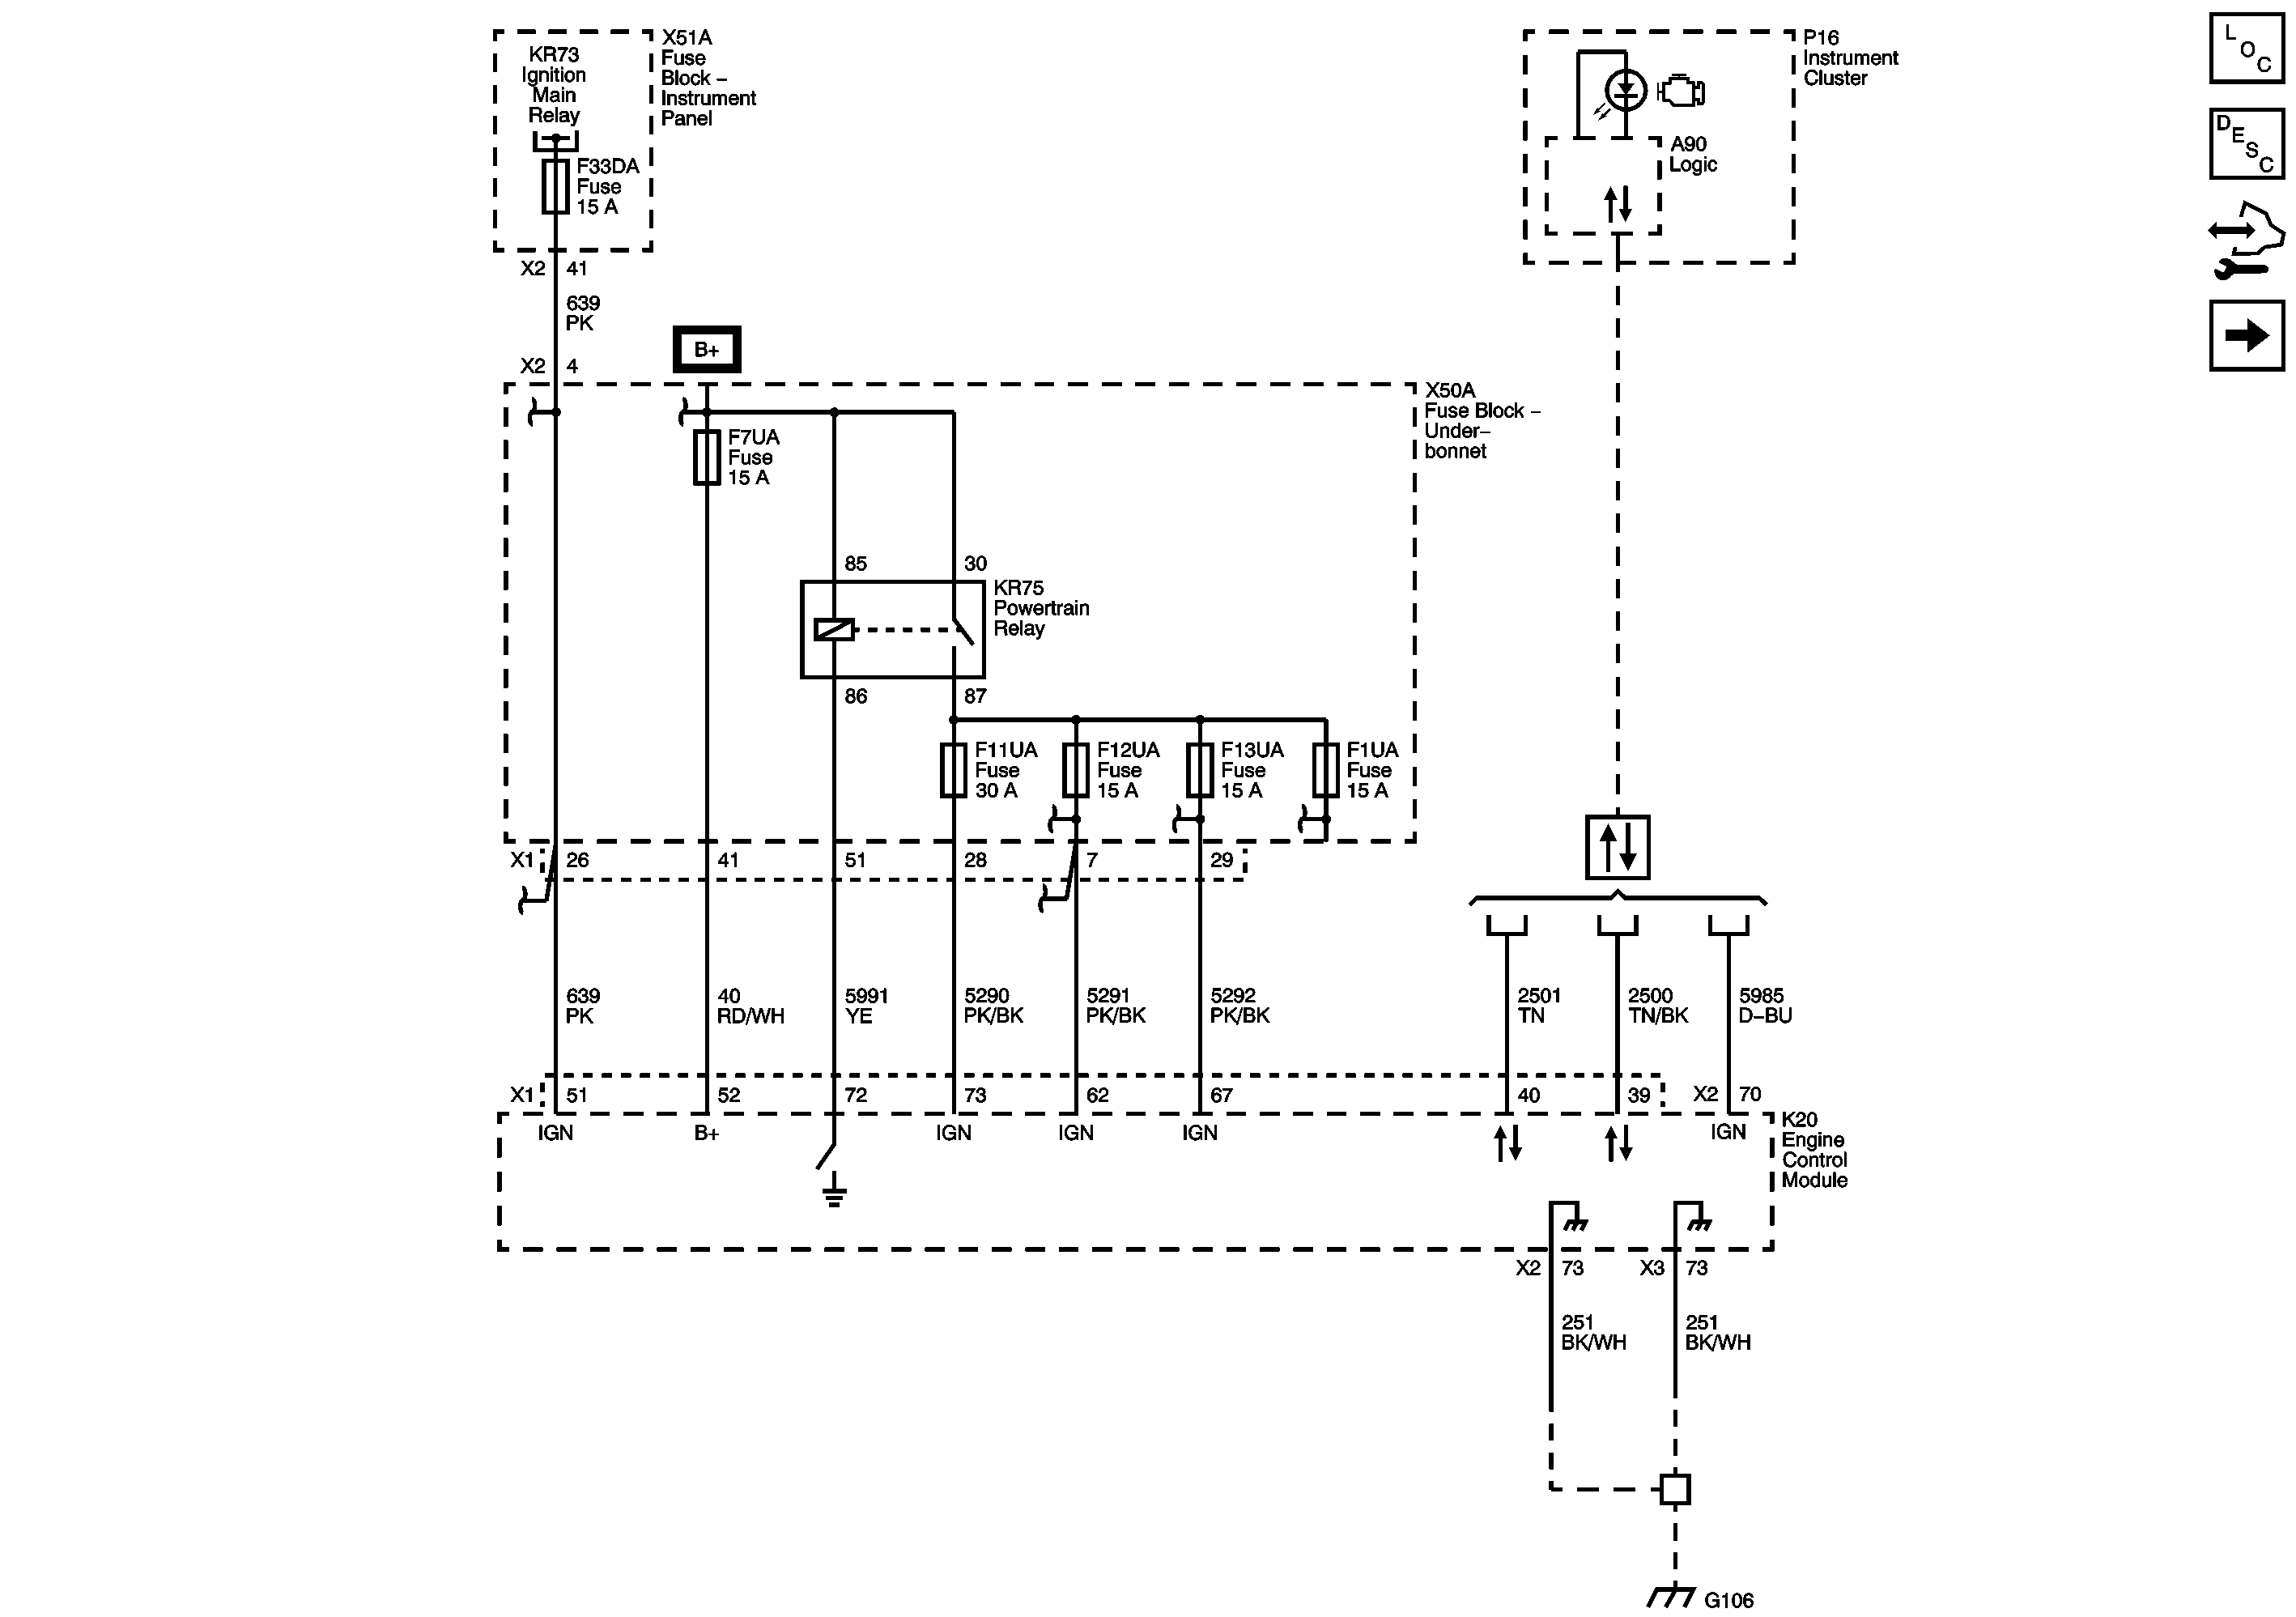 KR73
Ignition
Main
Relay
X51A
Fuse
Block –
Instrument
Panel
F33DA
Fuse
15 A
X2 41
639
PK
X2 4
B+
P16
Instrument
Cluster
A90
Logic
L
O
C
D
E
S
C
X50A
Fuse Block –
Under–
bonnet
F7UA
Fuse
15 A
85 30
KR75
Powertrain
Relay
86 87
F11UA
Fuse
30 A
F12UA
Fuse
15 A
F13UA
Fuse
15 A
F1UA
Fuse
15 A
X1 26 41 51 28 7 29
639
PK
40
RD/WH
5991
YE
5290
PK/BK
5291
PK/BK
5292
PK/BK
2501
TN
2500
TN/BK
5985
D–BU
X1 51 52 72 73 62 67 40 39 X2 70
IGN B+ IGN IGN IGN IGN
K20
Engine
Control
Module
X2 73 X3 73
251
BK/WH
251
BK/WH
G106